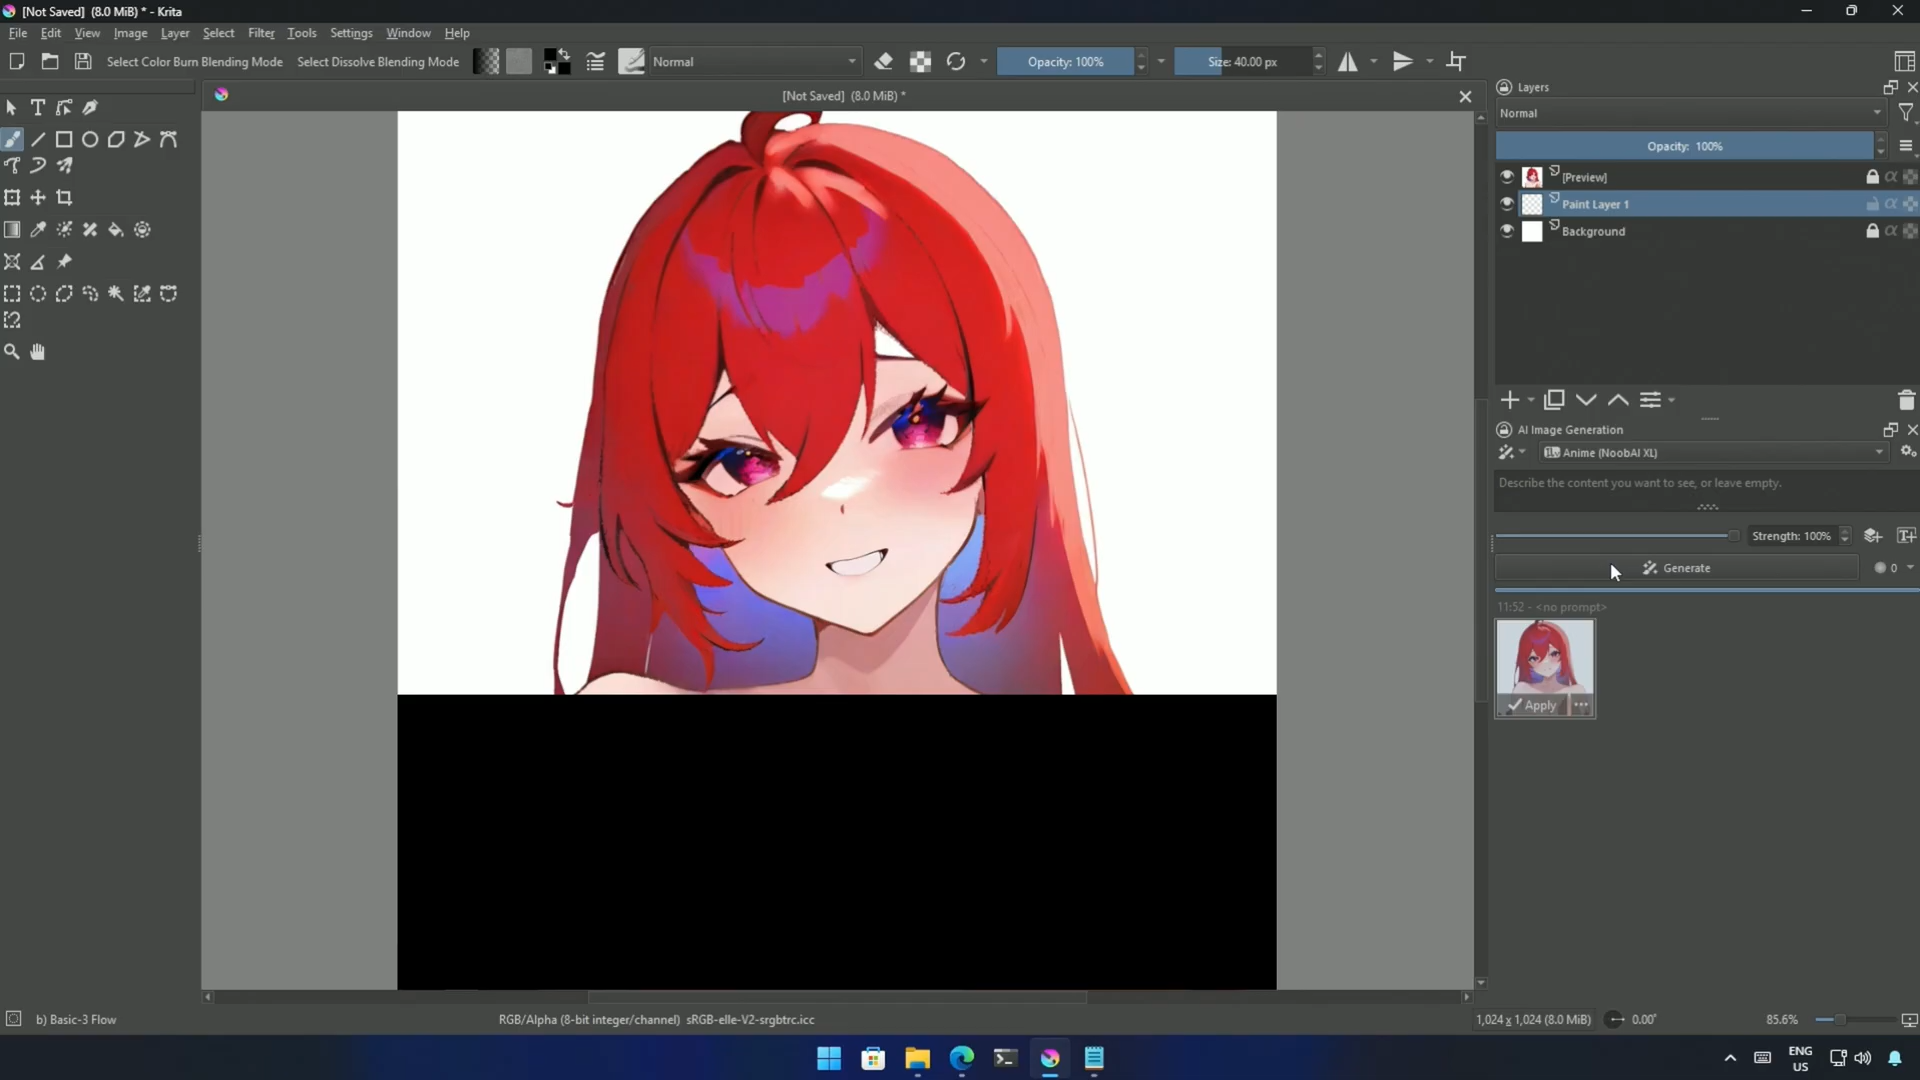 [Not Saved] (8.0 MiB) * - Krita
File Edit View Image Layer Select Filter Tools Settings Window Help
Select Color Burn Blending Mode Select Dissolve Blending Mode Normal Opacity: 100% Size: 40.00 px
[Not Saved] (8.0 MiB) *
Layers
Normal
Opacity: 100%
[Preview]
Paint Layer 1
Background
AI Image Generation
Anime (NoobAI XL)
Describe the content you want to see, or leave empty.
Strength: 100%
Generate 0
11:52 - <no prompt>
Apply
b) Basic-3 Flow
RGB/Alpha (8-bit integer/channel) sRGB-elle-V2-srgbtrc.icc
1,024 x 1,024 (8.0 MiB)
0.00°
85.6%
ENG
US